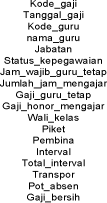 Kode_gaji
Tanggal_gaji
Kode_guru
nama_guru
Jabatan
Status_kepegawaian
Jam_wajib_guru_tetap
Jumlah_jam_mengajar
Gaji_guru_tetap
Gaji_honor_mengajar
Wali_kelas
Piket
Pembina
Interval
Total_interval
Transpor
Pot_absen
Gaji_bersih